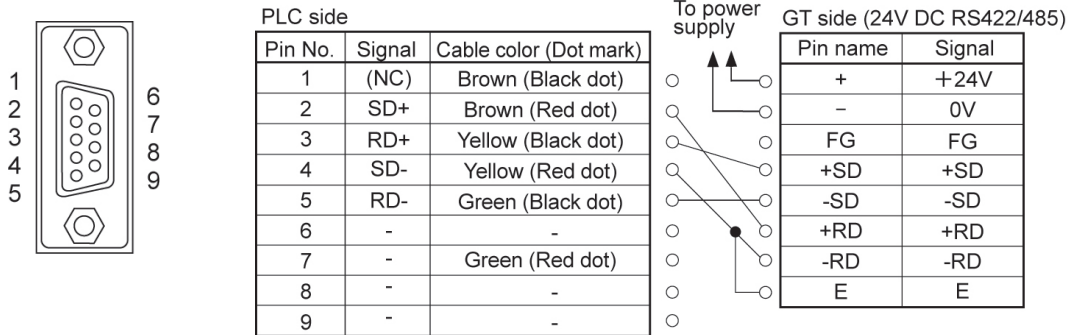 1
2
3
4
5
6
7
8
9
PLC side
Pin No. Signal Cable color (Dot mark)
1 (NC) Brown (Black dot)
2 SD+ Brown (Red dot)
3 RD+ Yellow (Black dot)
4 SD- Yellow (Red dot)
5 RD- Green (Black dot)
6 - -
7 - Green (Red dot)
8 - -
9 - -
To power
supply
GT side (24V DC RS422/485)
Pin name Signal
+ +24V
− 0V
FG FG
+SD +SD
-SD -SD
+RD +RD
-RD -RD
E E